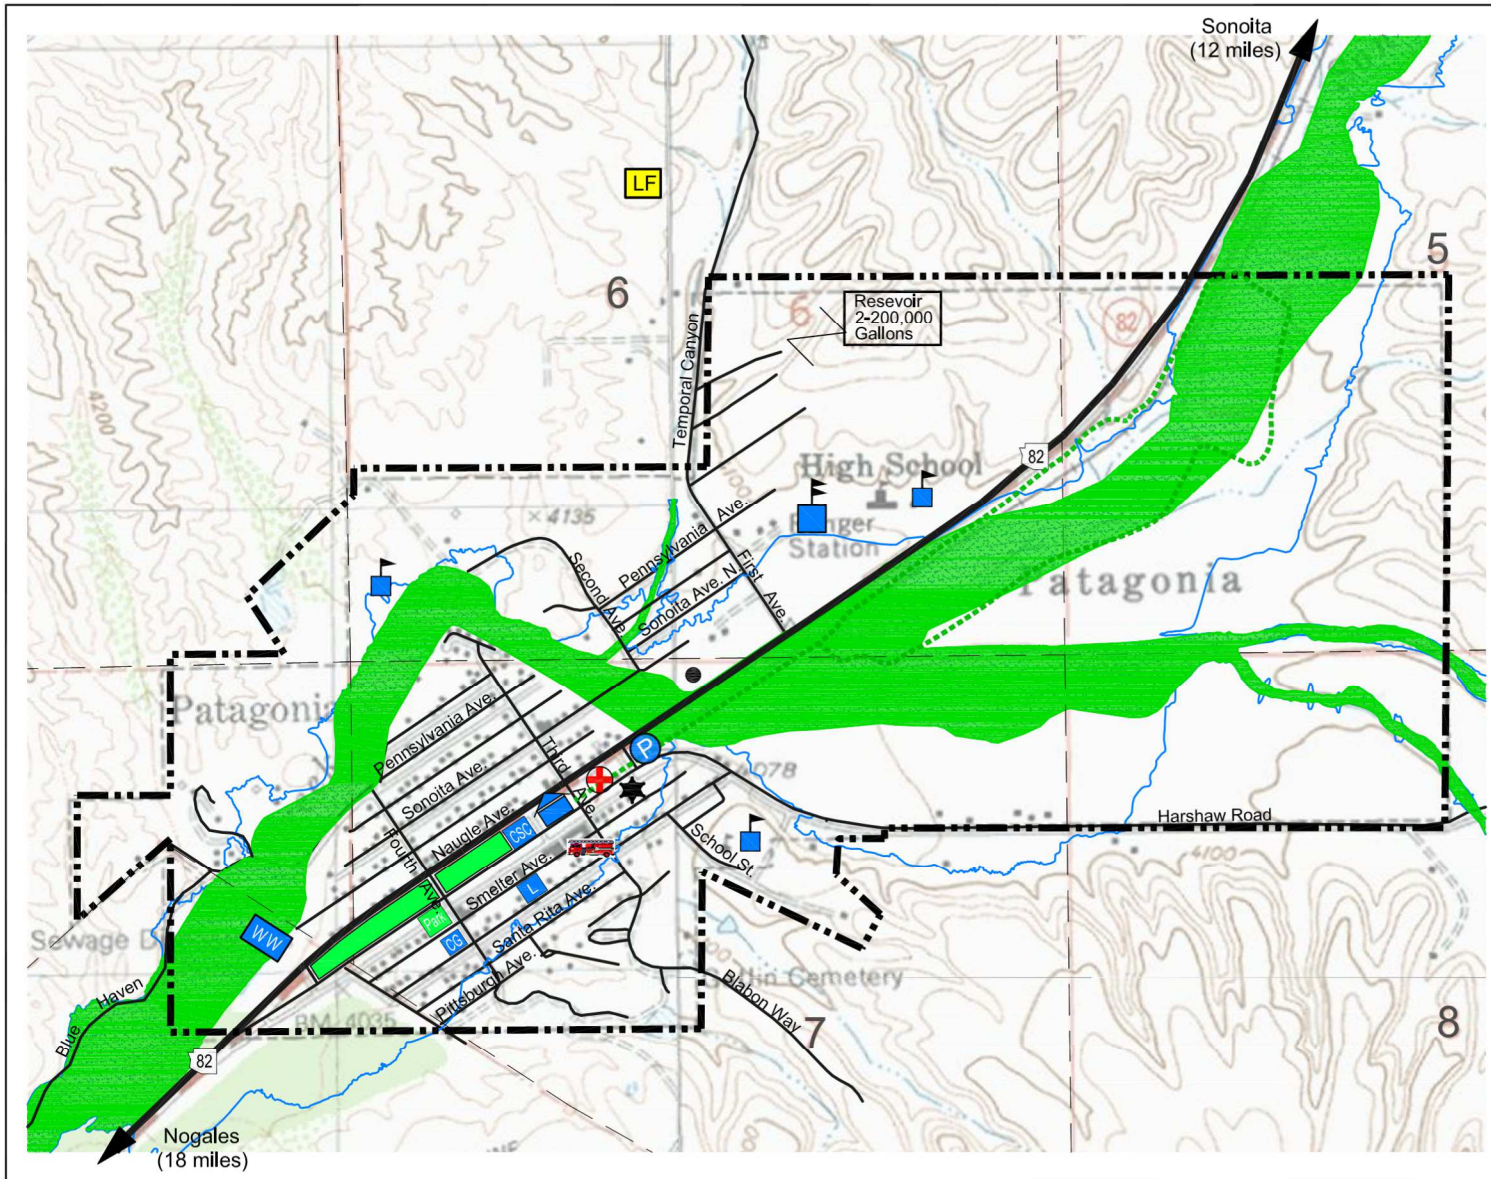 Sonoita
(12 miles)
LF
5
6
Resevoir
2-200,000
Gallons
6
82
Temporal Canyon
4200
82
High School
×4135
Ranger
Station
Pennsylvania Ave.
Second Ave.
First Ave.
Sonoita Ave. N.
Patagonia
Patagonia
Pennsylvania Ave.
Third Ave.
P
4078
Sonoita Ave.
Naugle Ave.
CSC
Harshaw Road
School St.
4100
Fourth Ave.
Smelter Ave.
L
Park
Santa Rita Ave.
CG
WW
Sewage D
Pittsburgh Ave.
Cemetery
Blue Haven
Blabon Way
BM 4035
7
8
82
Nogales
(18 miles)